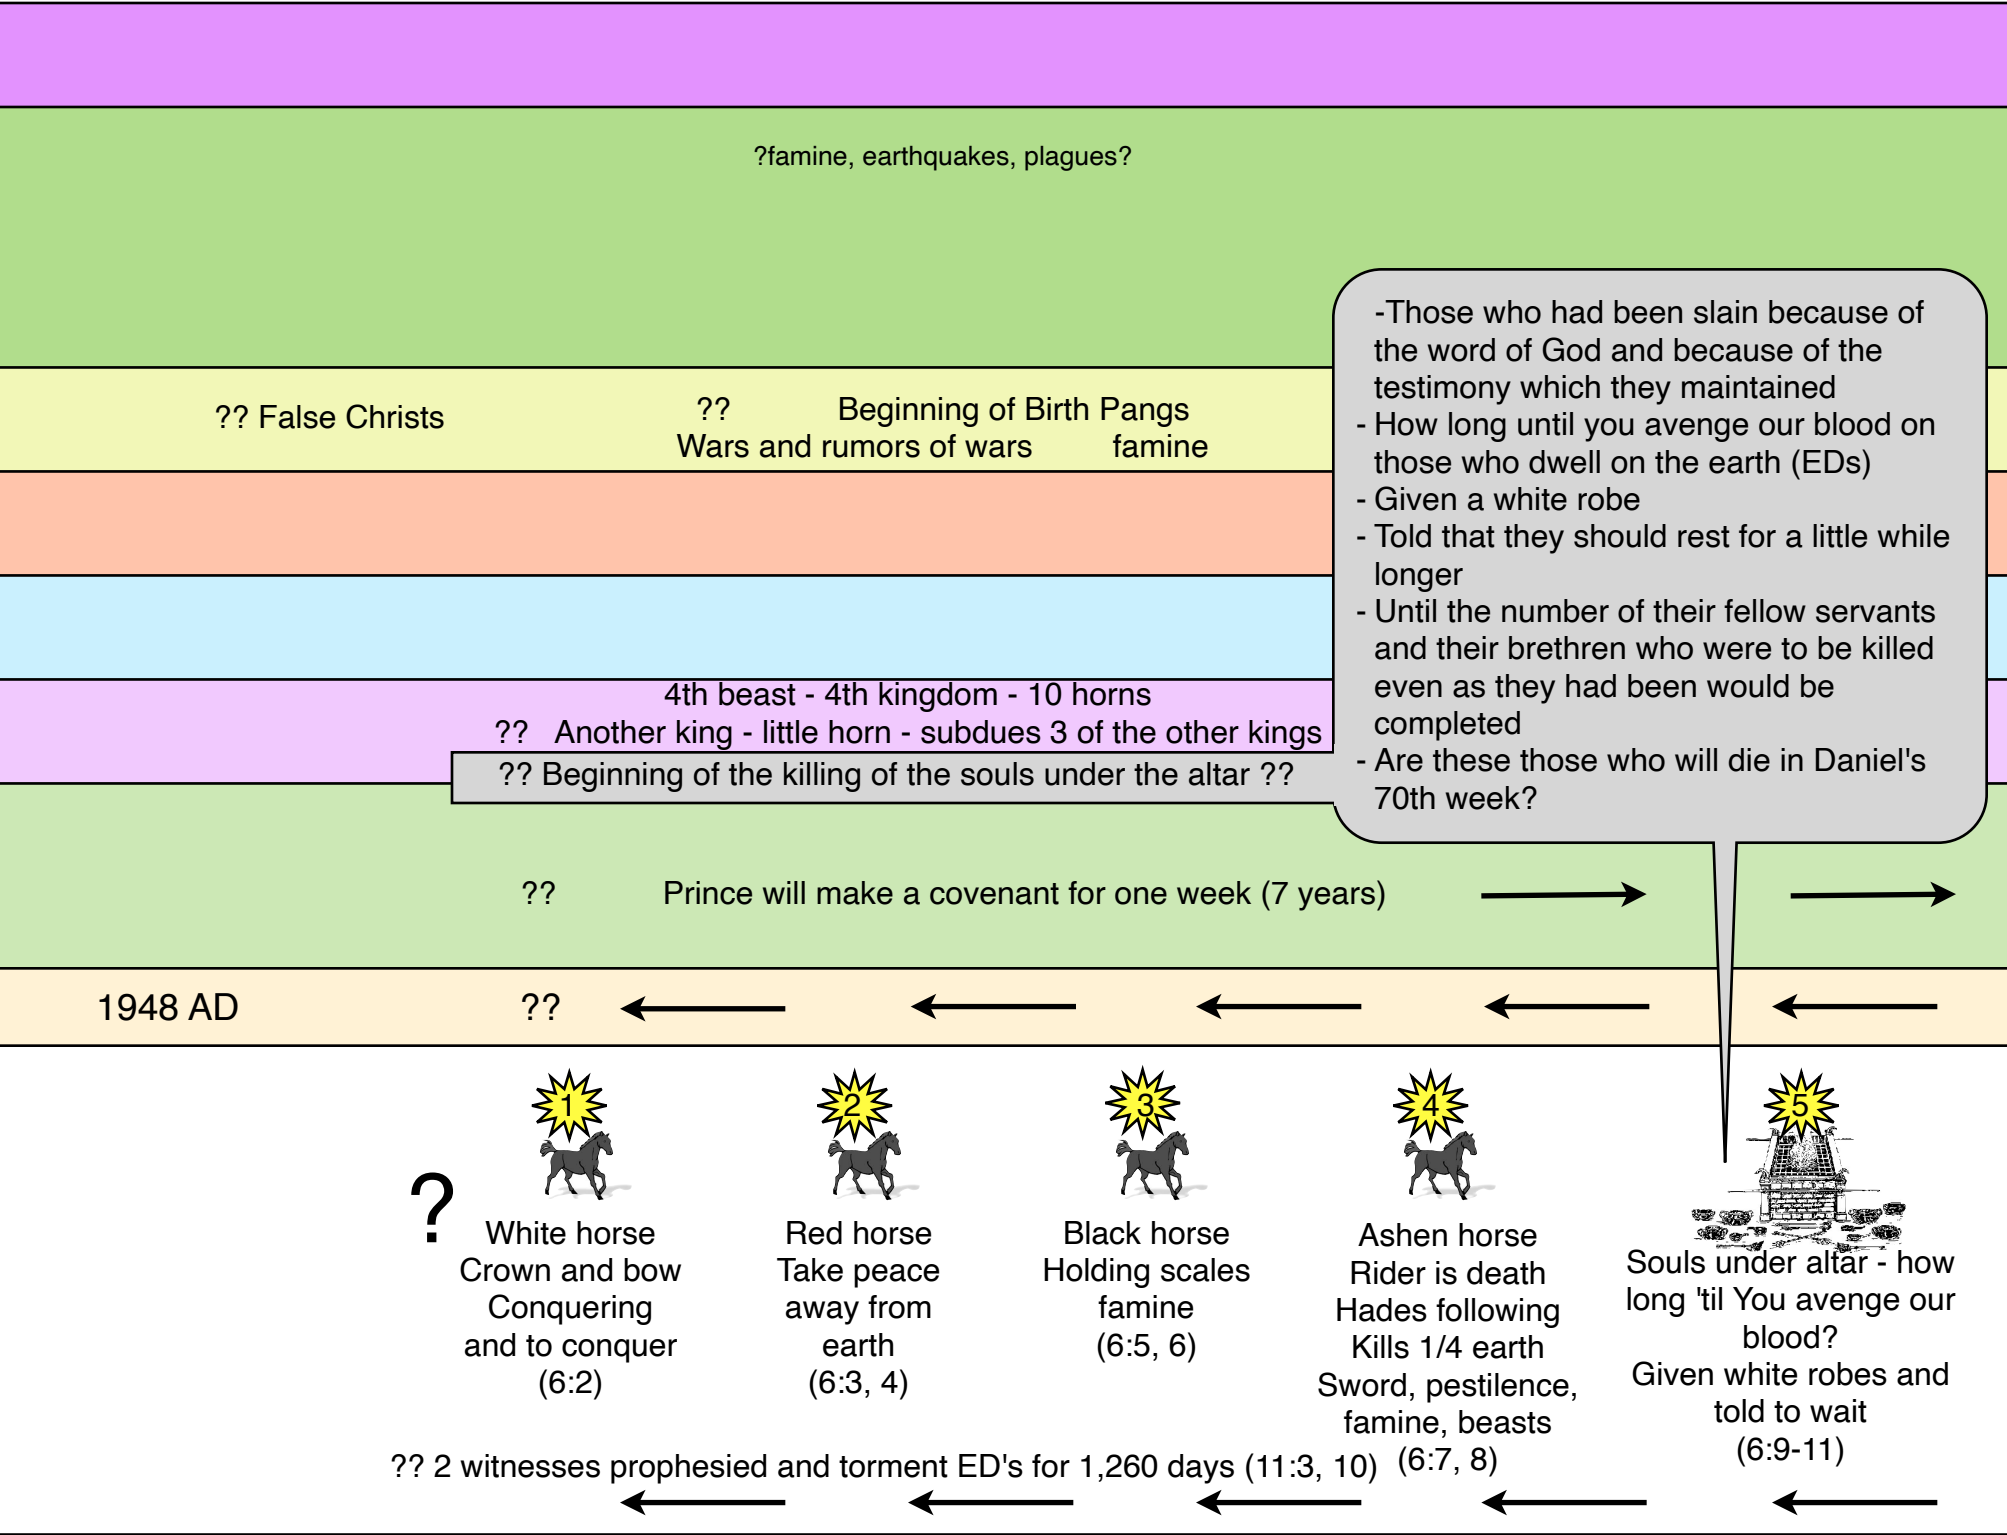 ?famine, earthquakes, plagues?
?? False Christs
?? Beginning of Birth Pangs
Wars and rumors of wars famine
-Those who had been slain because of
the word of God and because of the
testimony which they maintained
- How long until you avenge our blood on
those who dwell on the earth (EDs)
- Given a white robe
- Told that they should rest for a little while
longer
- Until the number of their fellow servants
and their brethren who were to be killed
even as they had been would be
completed
- Are these those who will die in Daniel's
70th week?
4th beast - 4th kingdom - 10 horns
?? Another king - little horn - subdues 3 of the other kings
?? Beginning of the killing of the souls under the altar ??
?? Prince will make a covenant for one week (7 years)
1948 AD ??
1
2
3
4
5
?
White horse
Crown and bow
Conquering
and to conquer
(6:2)
Red horse
Take peace
away from
earth
(6:3, 4)
Black horse
Holding scales
famine
(6:5, 6)
Ashen horse
Rider is death
Hades following
Kills 1/4 earth
Sword, pestilence,
famine, beasts
(6:7, 8)
Souls under altar - how
long 'til You avenge our
blood?
Given white robes and
told to wait
(6:9-11)
?? 2 witnesses prophesied and torment ED's for 1,260 days (11:3, 10)